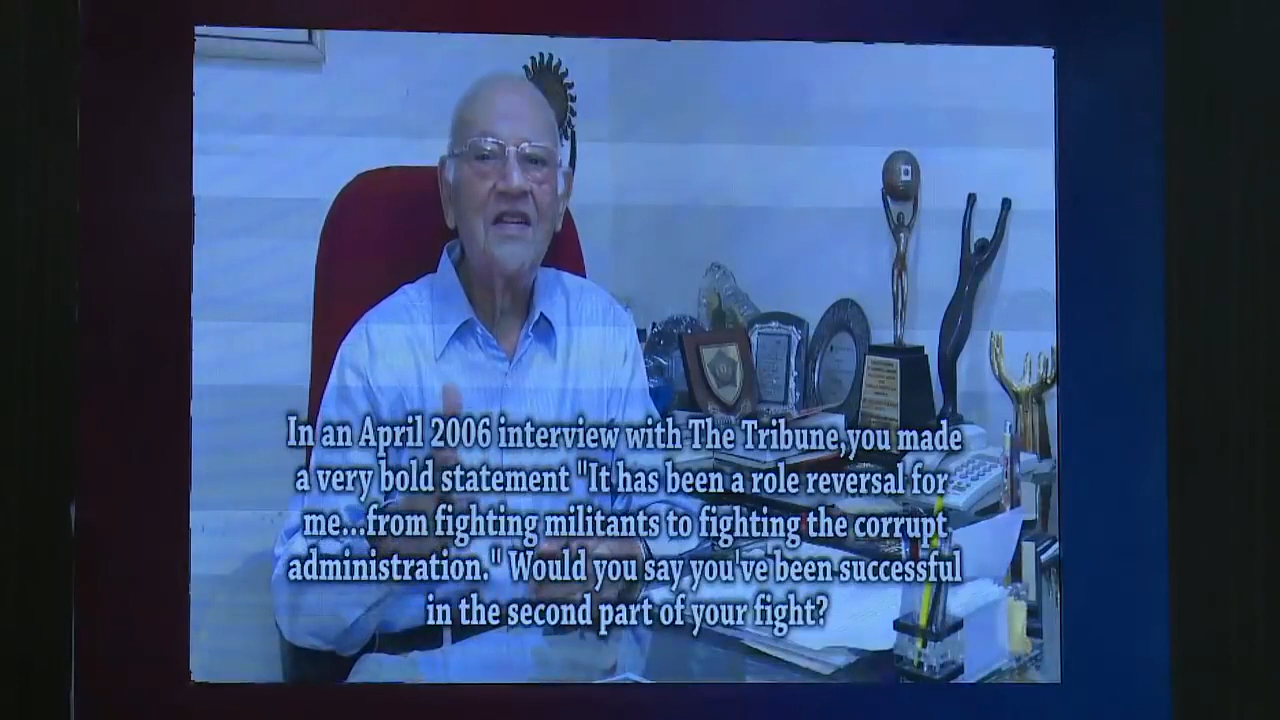 In an April 2006 interview with The Tribune,you made
a very bold statement "It has been a role reversal for
me...from fighting militants to fighting the corrupt
administration." Would you say you've been successful
in the second part of your fight?